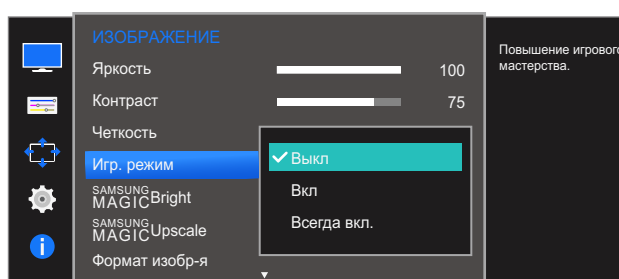 ИЗОБРАЖЕНИЕ
Яркость 100
Контраст 75
Четкость
Игр. режим
SAMSUNG MAGIC Bright
SAMSUNG MAGIC Upscale
Формат изобр-я
Выкл
Вкл
Всегда вкл.
Повышение игрового
мастерства.